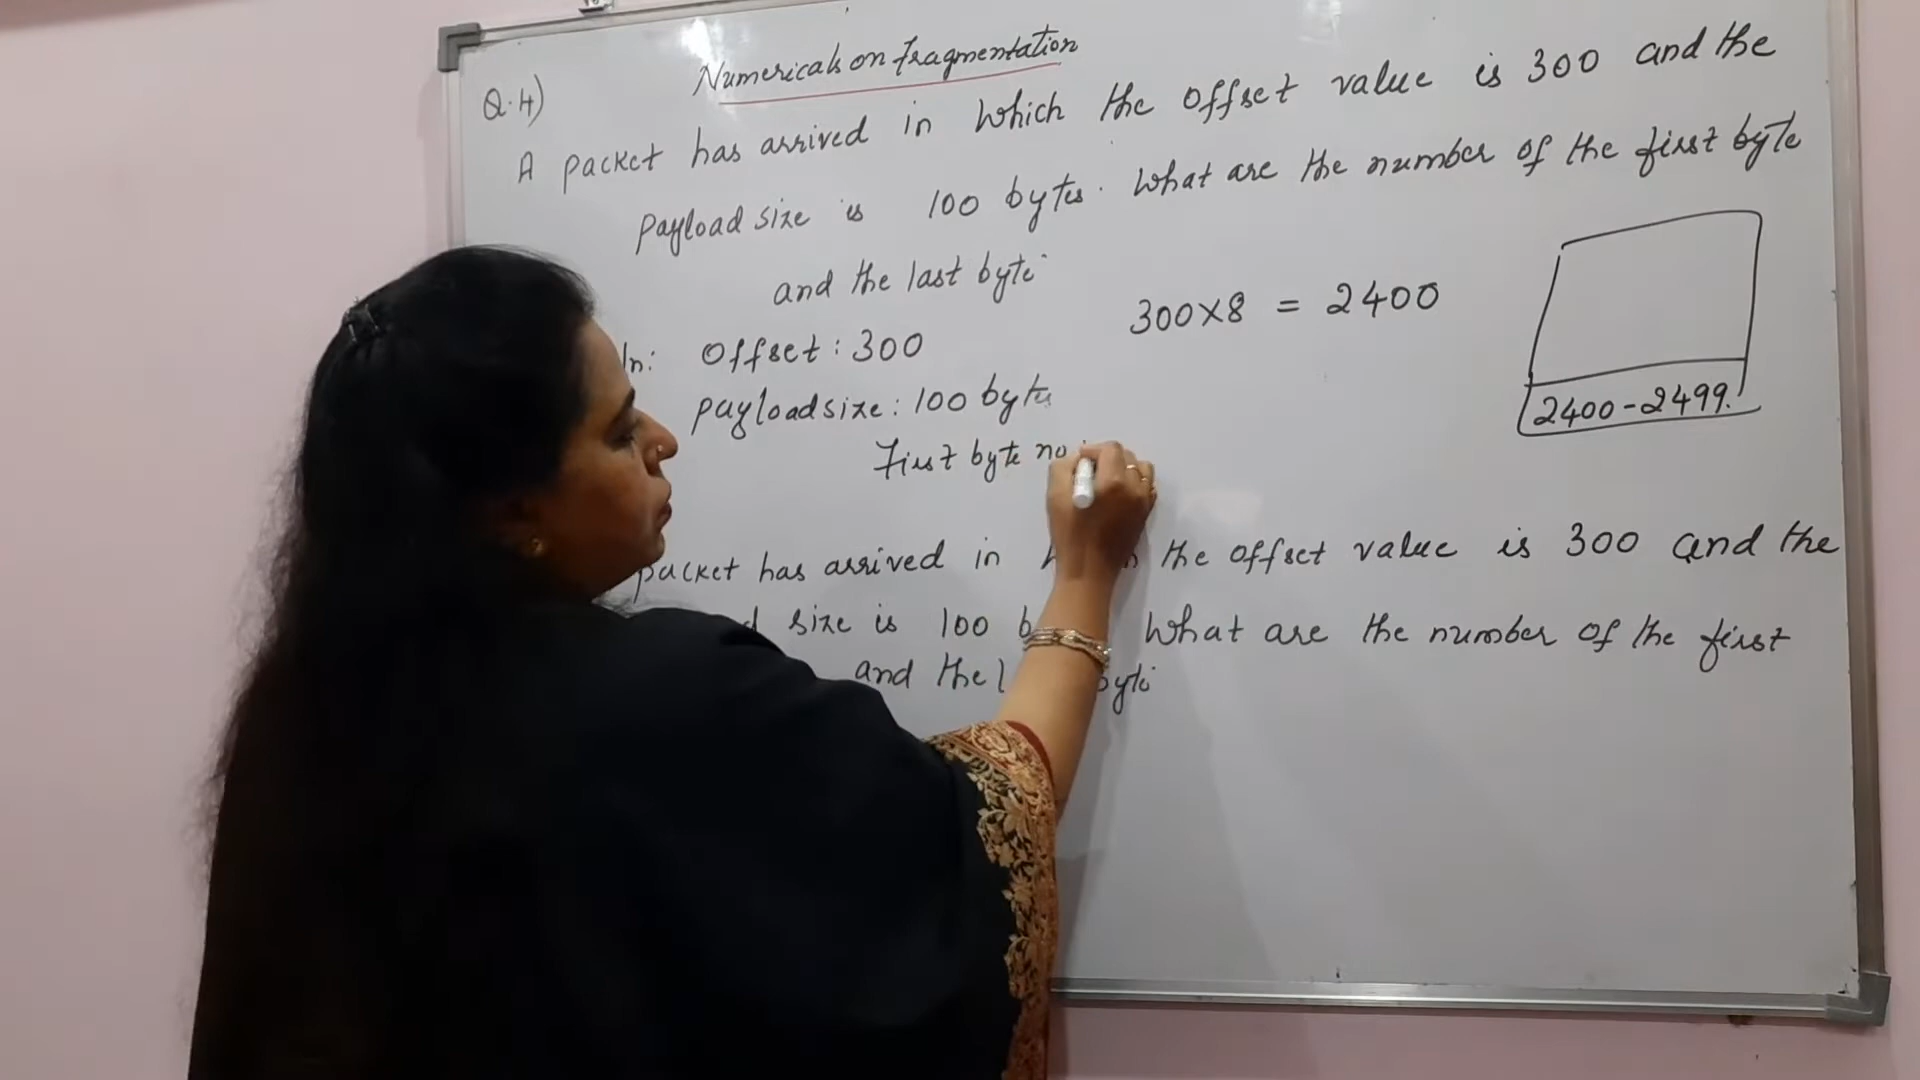 Numericals on fragmentation
Q.4)
A packet has arrived in which the offset value is 300 and the
payload size is 100 bytes. What are the number of the first byte
and the last byte
Offset : 300
300 x 8 = 2400
payload size : 100 bytes
2400 - 2499.
First byte no
packet has arrived in the offset value is 300 and the
size is 100 What are the number of the first
and the byte